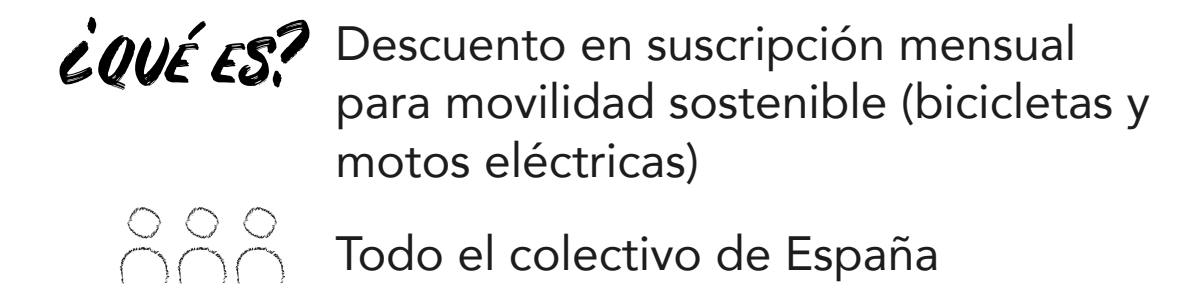 ¿QUÉ ES?
Descuento en suscripción mensual
para movilidad sostenible (bicicletas y
motos eléctricas)
Todo el colectivo de España